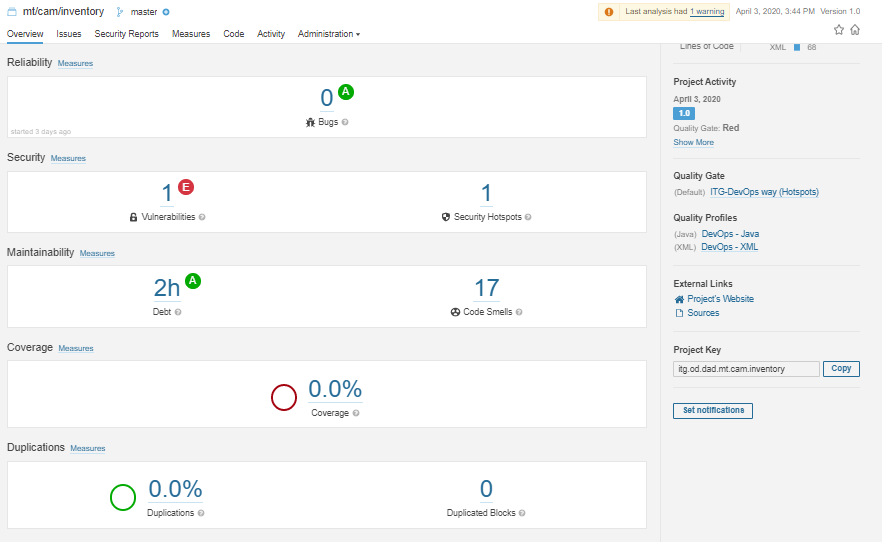 mt/cam/inventory master
Last analysis had 1 warning April 3, 2020, 3:44 PM Version 1.0
Overview Issues Security Reports Measures Code Activity Administration
Reliability Measures
0 A
Bugs
started 3 days ago
Security Measures
1 E
Vulnerabilities
1
Security Hotspots
Maintainability Measures
2h A
Debt
17
Code Smells
Coverage Measures
0.0%
Coverage
Duplications Measures
0.0%
Duplications
0
Duplicated Blocks
Lines of Code XML 68
Project Activity
April 3, 2020
1.0
Quality Gate: Red
Show More
Quality Gate
(Default) ITG-DevOps way (Hotspots)
Quality Profiles
(Java) DevOps - Java
(XML) DevOps - XML
External Links
Project's Website
Sources
Project Key
itg.od.dad.mt.cam.inventory Copy
Set notifications